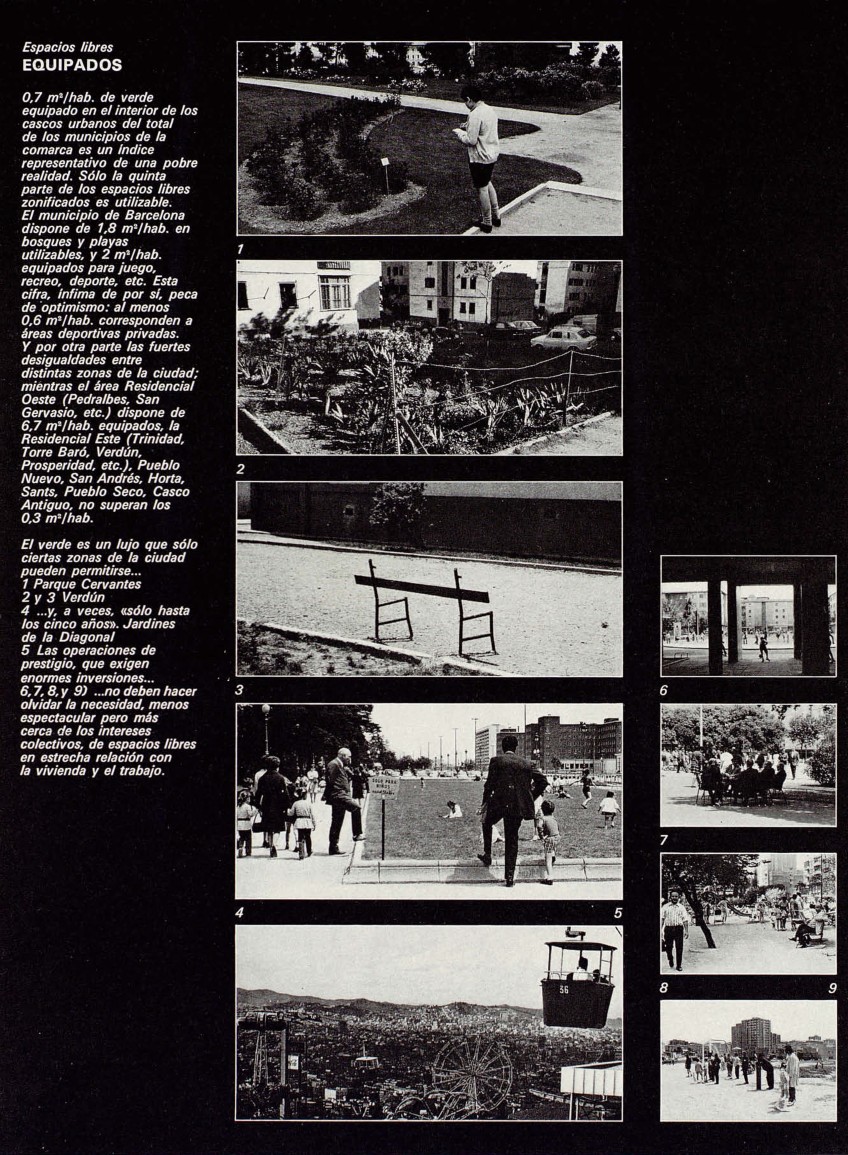 Espacios libres
EQUIPADOS
0,7 m²/hab. de verde
equipado en el interior de los
cascos urbanos del total
de los municipios de la
comarca es un índice
representativo de una pobre
realidad. Sólo la quinta
parte de los espacios libres
zonificados es utilizable.
El municipio de Barcelona
dispone de 1,8 m²/hab. en
bosques y playas
utilizables, y 2 m²/hab.
equipados para juego,
recreo, deporte, etc. Esta
cifra, ínfima de por sí, peca
de optimismo: al menos
0,6 m²/hab. corresponden a
áreas deportivas privadas.
Y por otra parte las fuertes
desigualdades entre
distintas zonas de la ciudad;
mientras el área Residencial
Oeste (Pedralbes, San
Gervasio, etc.) dispone de
6,7 m²/hab. equipados, la
Residencial Este (Trinidad,
Torre Baró, Verdún,
Prosperidad, etc.), Pueblo
Nuevo, San Andrés, Horta,
Sants, Pueblo Seco, Casco
Antiguo, no superan los
0,3 m²/hab.
El verde es un lujo que sólo
ciertas zonas de la ciudad
pueden permitirse...
1 Parque Cervantes
2 y 3 Verdún
4 ...y, a veces, «sólo hasta
los cinco años». Jardines
de la Diagonal
5 Las operaciones de
prestigio, que exigen
enormes inversiones...
6, 7, 8, y 9) ...no deben hacer
olvidar la necesidad, menos
espectacular pero más
cerca de los intereses
colectivos, de espacios libres
en estrecha relación con
la vivienda y el trabajo.
1
2
3
SOLO PARA
NIÑOS
4
5
36
6
7
8
9